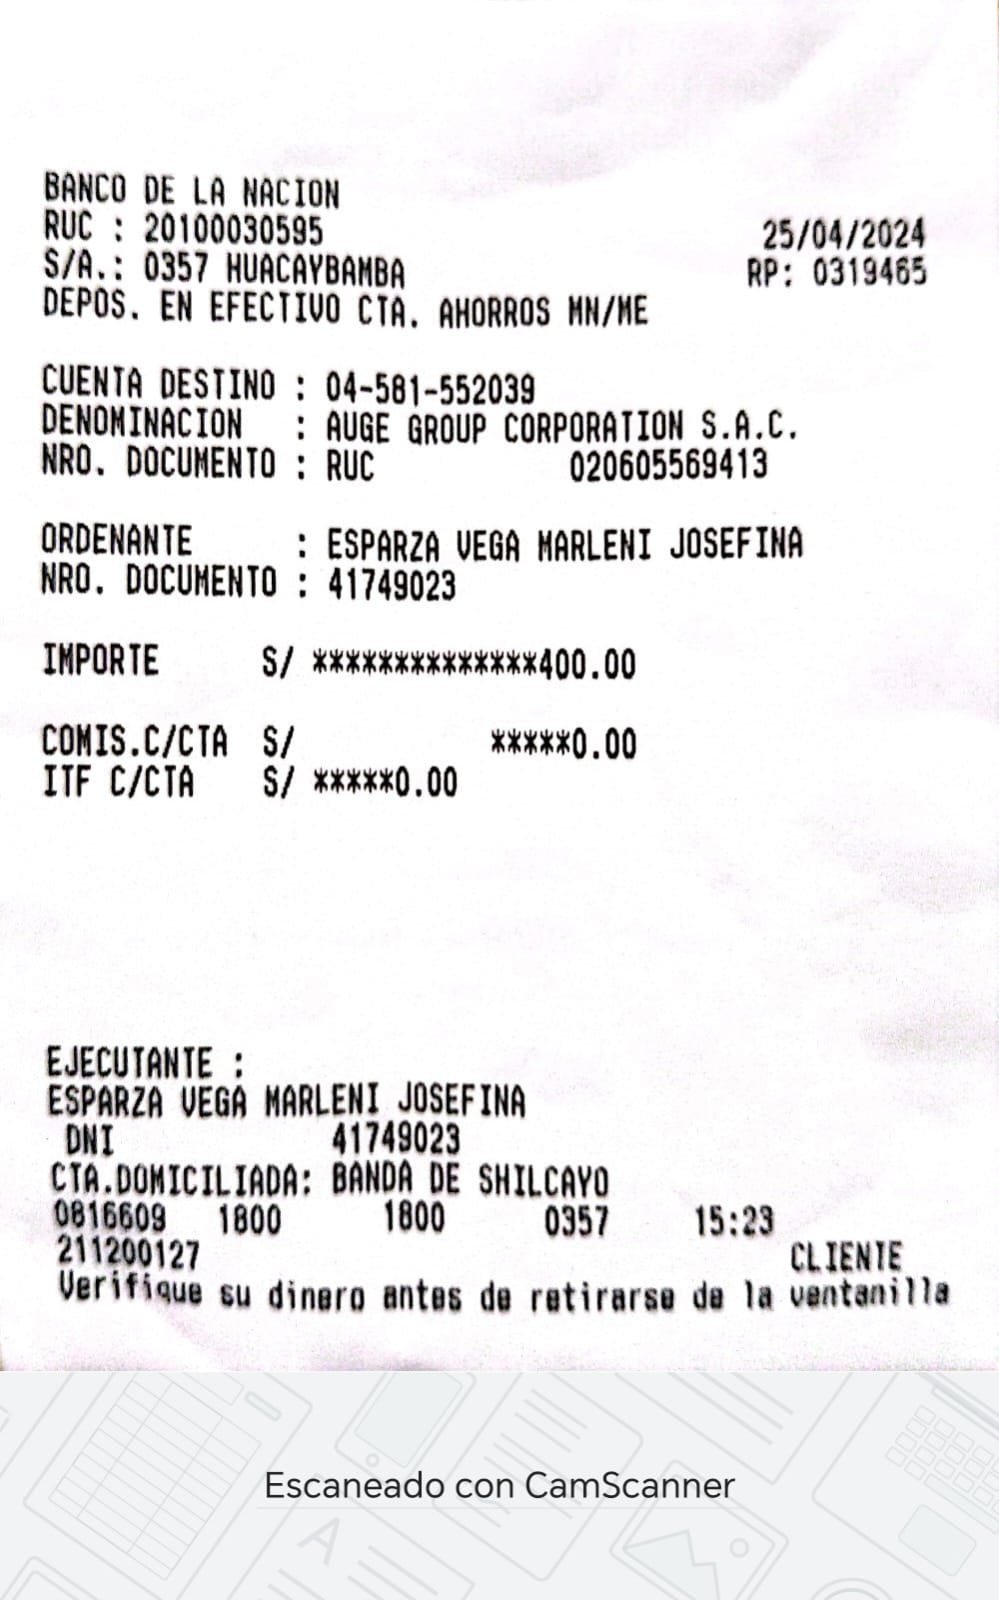 BANCO DE LA NACION
RUC : 20100030595 25/04/2024
S/A.: 0357 HUACAYBAMBA RP: 0319465
DEPOS. EN EFECTIVO CTA. AHORROS MN/ME
CUENTA DESTINO : 04-581-552039
DENOMINACION : AUGE GROUP CORPORATION S.A.C.
NRO. DOCUMENTO : RUC 020605569413
ORDENANTE : ESPARZA VEGA MARLENI JOSEFINA
NRO. DOCUMENTO : 41749023
IMPORTE S/ **************400.00
COMIS.C/CTA S/ *****0.00
ITF C/CTA S/ *****0.00
EJECUTANTE :
ESPARZA VEGA MARLENI JOSEFINA
DNI 41749023
CTA.DOMICILIADA: BANDA DE SHILCAYO
0816609 1800 1800 0357 15:23
211200127 CLIENTE
Verifique su dinero antes de retirarse de la ventanilla
Escaneado con CamScanner